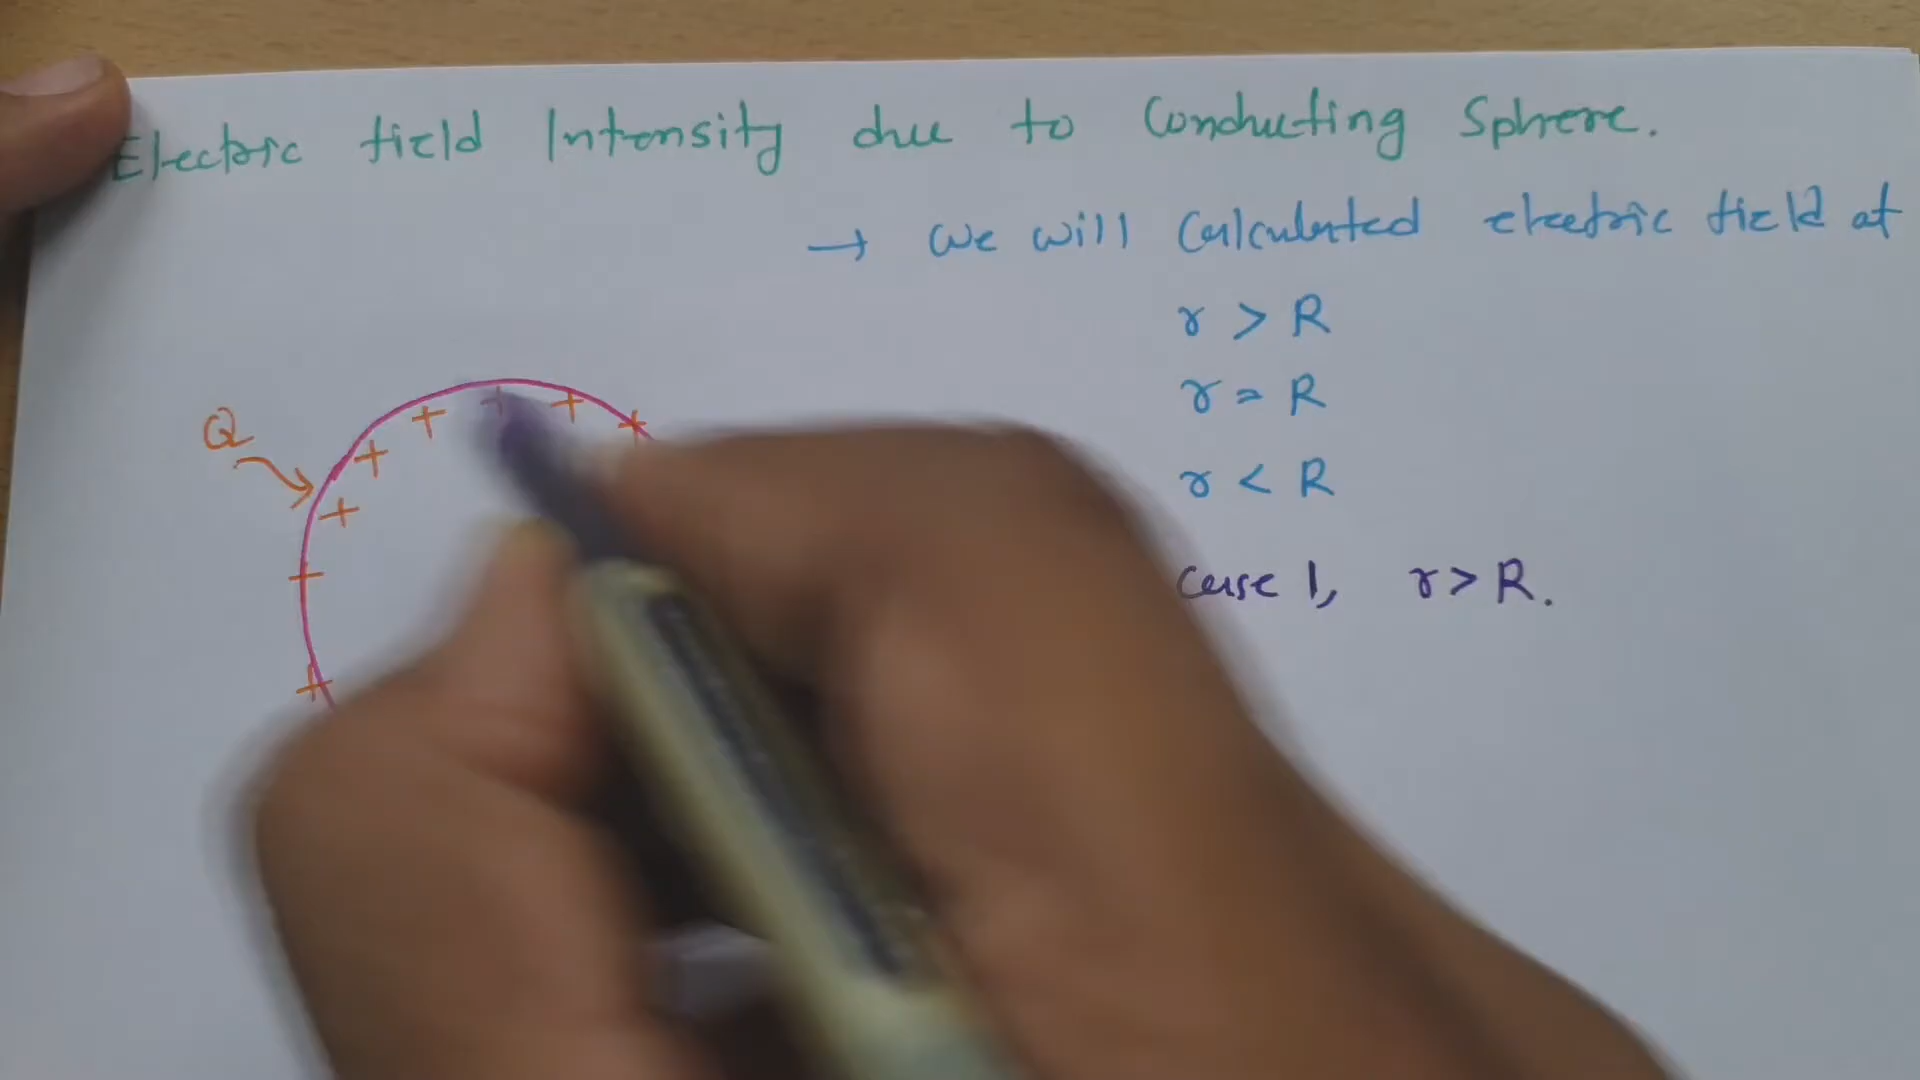 Electric field Intensity due to Conducting Sphere.
→ we will Calculated electric field at
r > R
r = R
r < R
Q
+ + + + + + + + +
Case 1, r > R.